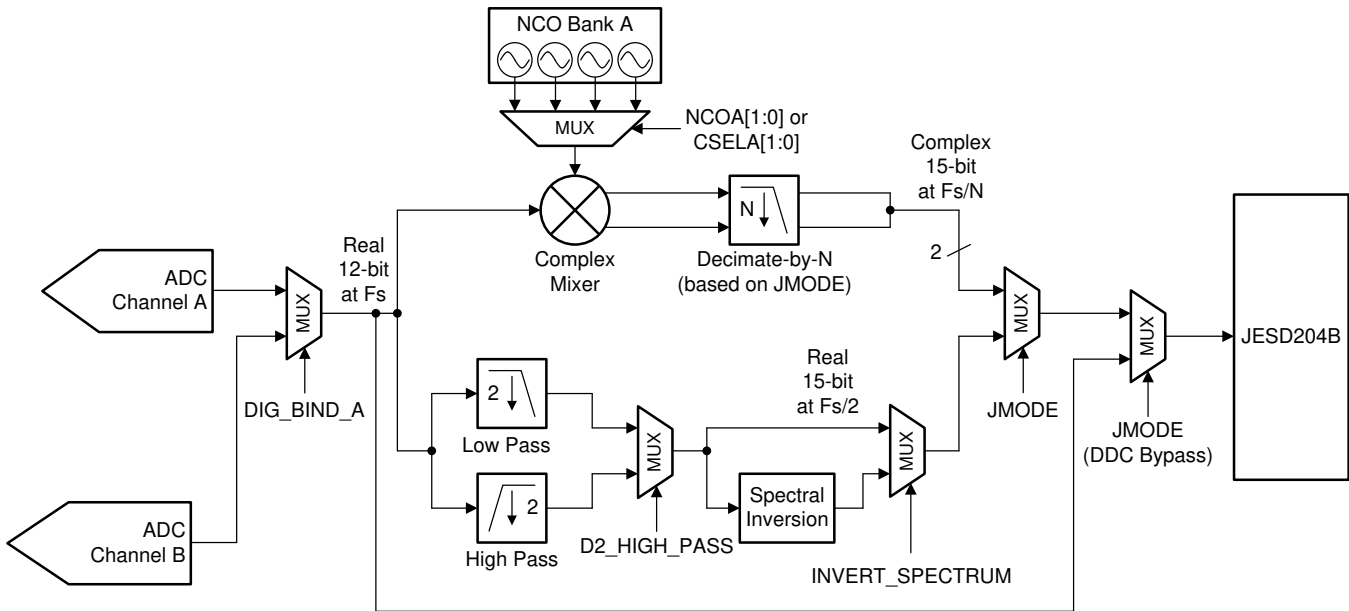 NCO Bank A
MUX
NCOA[1:0] or
CSELA[1:0]
Complex
15-bit
at Fs/N
N
2
Complex
Mixer
Decimate-by-N
(based on JMODE)
Real
12-bit
at Fs
ADC
Channel A
MUX
MUX
MUX
JESD204B
DIG_BIND_A
JMODE
JMODE
(DDC Bypass)
Real
15-bit
at Fs/2
2
Low Pass
MUX
MUX
2
High Pass
Spectral
Inversion
ADC
Channel B
D2_HIGH_PASS
INVERT_SPECTRUM